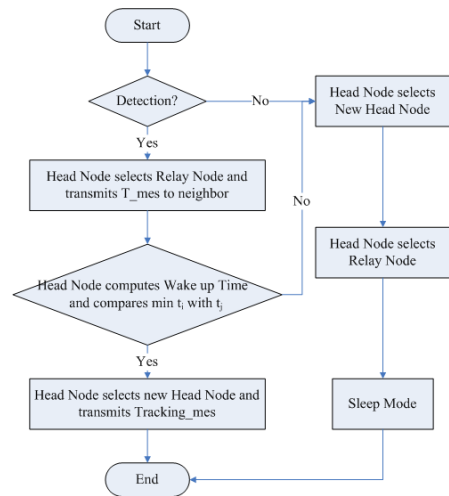 Start
Detection?
No
Head Node selects
New Head Node
Yes
Head Node selects Relay Node and
transmits T_mes to neighbor
No
Head Node selects
Relay Node
Head Node computes Wake up Time
and compares min tᵢ with tⱼ
Yes
Head Node selects new Head Node and
transmits Tracking_mes
Sleep Mode
End